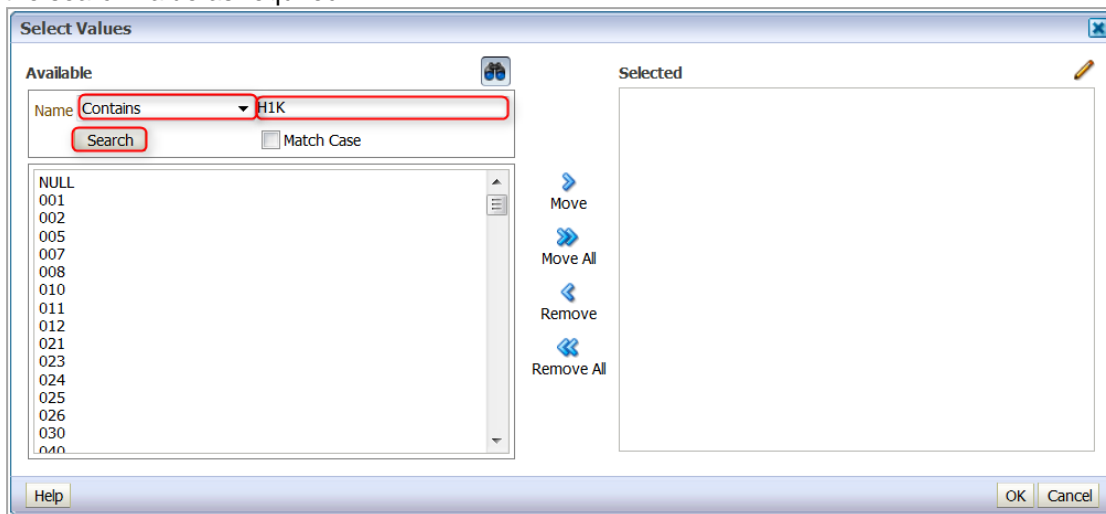 Select Values
Available
Selected
Name Contains H1K
Search Match Case
NULL
001
002
005
007
008
010
011
012
021
023
024
025
026
030
040
Move
Move All
Remove
Remove All
Help
OK Cancel